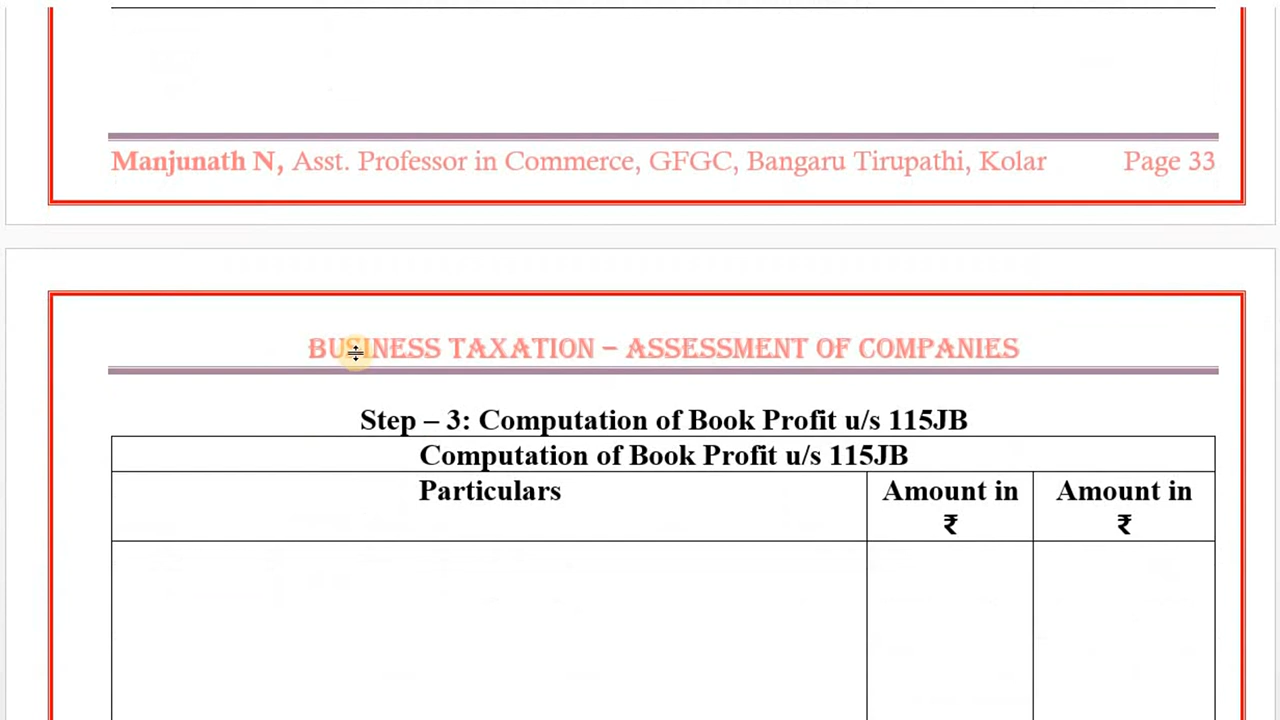 Manjunath N, Asst. Professor in Commerce, GFGC, Bangaru Tirupathi, Kolar Page 33
BUSINESS TAXATION – ASSESSMENT OF COMPANIES
Step – 3: Computation of Book Profit u/s 115JB
Computation of Book Profit u/s 115JB
Particulars Amount in ₹ Amount in ₹